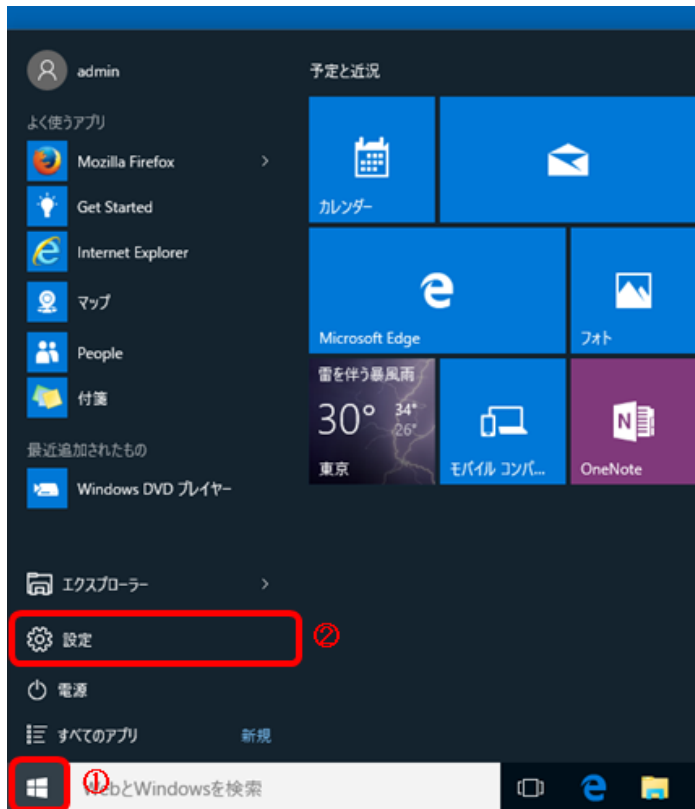 admin
よく使うアプリ
Mozilla Firefox
Get Started
Internet Explorer
マップ
People
付箋
最近追加されたもの
Windows DVD プレイヤー
エクスプローラー
設定
②
電源
すべてのアプリ 新規
予定と近況
カレンダー
Microsoft Edge
フォト
雷を伴う暴風雨
30° 34°
26°
東京
モバイル コンパ...
OneNote
①
WebとWindowsを検索